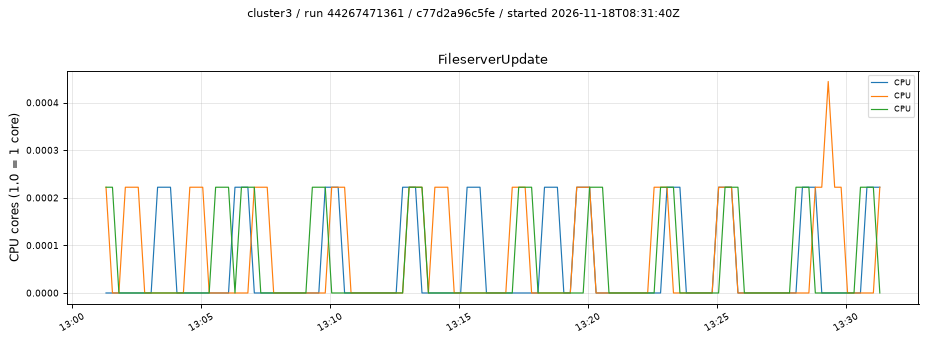 cluster3 / run 44267471361 / c77d2a96c5fe / started 2026-11-18T08:31:40Z
FileserverUpdate
CPU cores (1.0 = 1 core)
0.0004
0.0003
0.0002
0.0001
0.0000
CPU
CPU
CPU
13:00
13:05
13:10
13:15
13:20
13:25
13:30